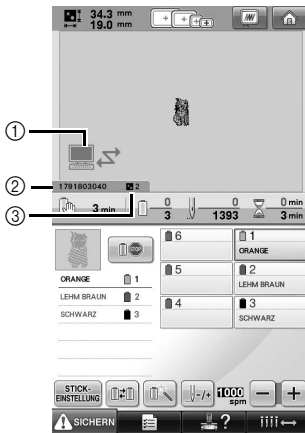 34.3 mm
19.0 mm
1
2
1791803040 2
3
3 min 0 3 0 1393 0 min 3 min
6
1
ORANGE
STOP
5
2
LEHM BRAUN
ORANGE 1
LEHM BRAUN 2
SCHWARZ 3
4
3
SCHWARZ
STICK-EINSTELLUNG
-/+
1000 spm
- +
SICHERN
?